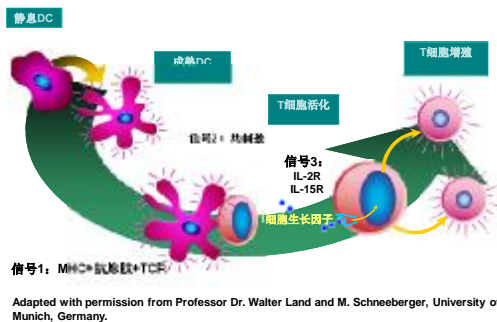 静息DC
成熟DC
T细胞增殖
T细胞活化
信号2：共刺激
信号3：
IL-2R
IL-15R
T细胞生长因子
信号1：MHC+抗原肽+TCR
Adapted with permission from Professor Dr. Walter Land and M. Schneeberger, University of
Munich, Germany.